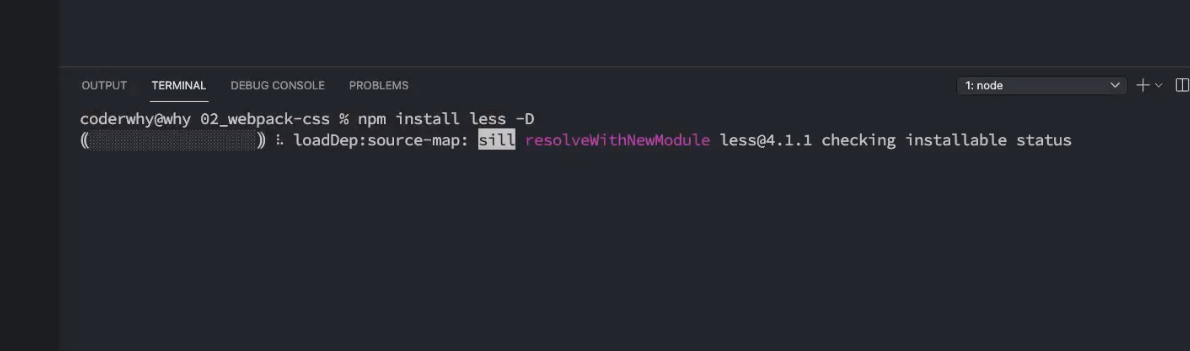 OUTPUT TERMINAL DEBUG CONSOLE PROBLEMS 1: node
coderwhy@why 02_webpack-css % npm install less -D
(░░░░░░░░░░░░░░░░░░) ⠧ loadDep:source-map: sill resolveWithNewModule less@4.1.1 checking installable status